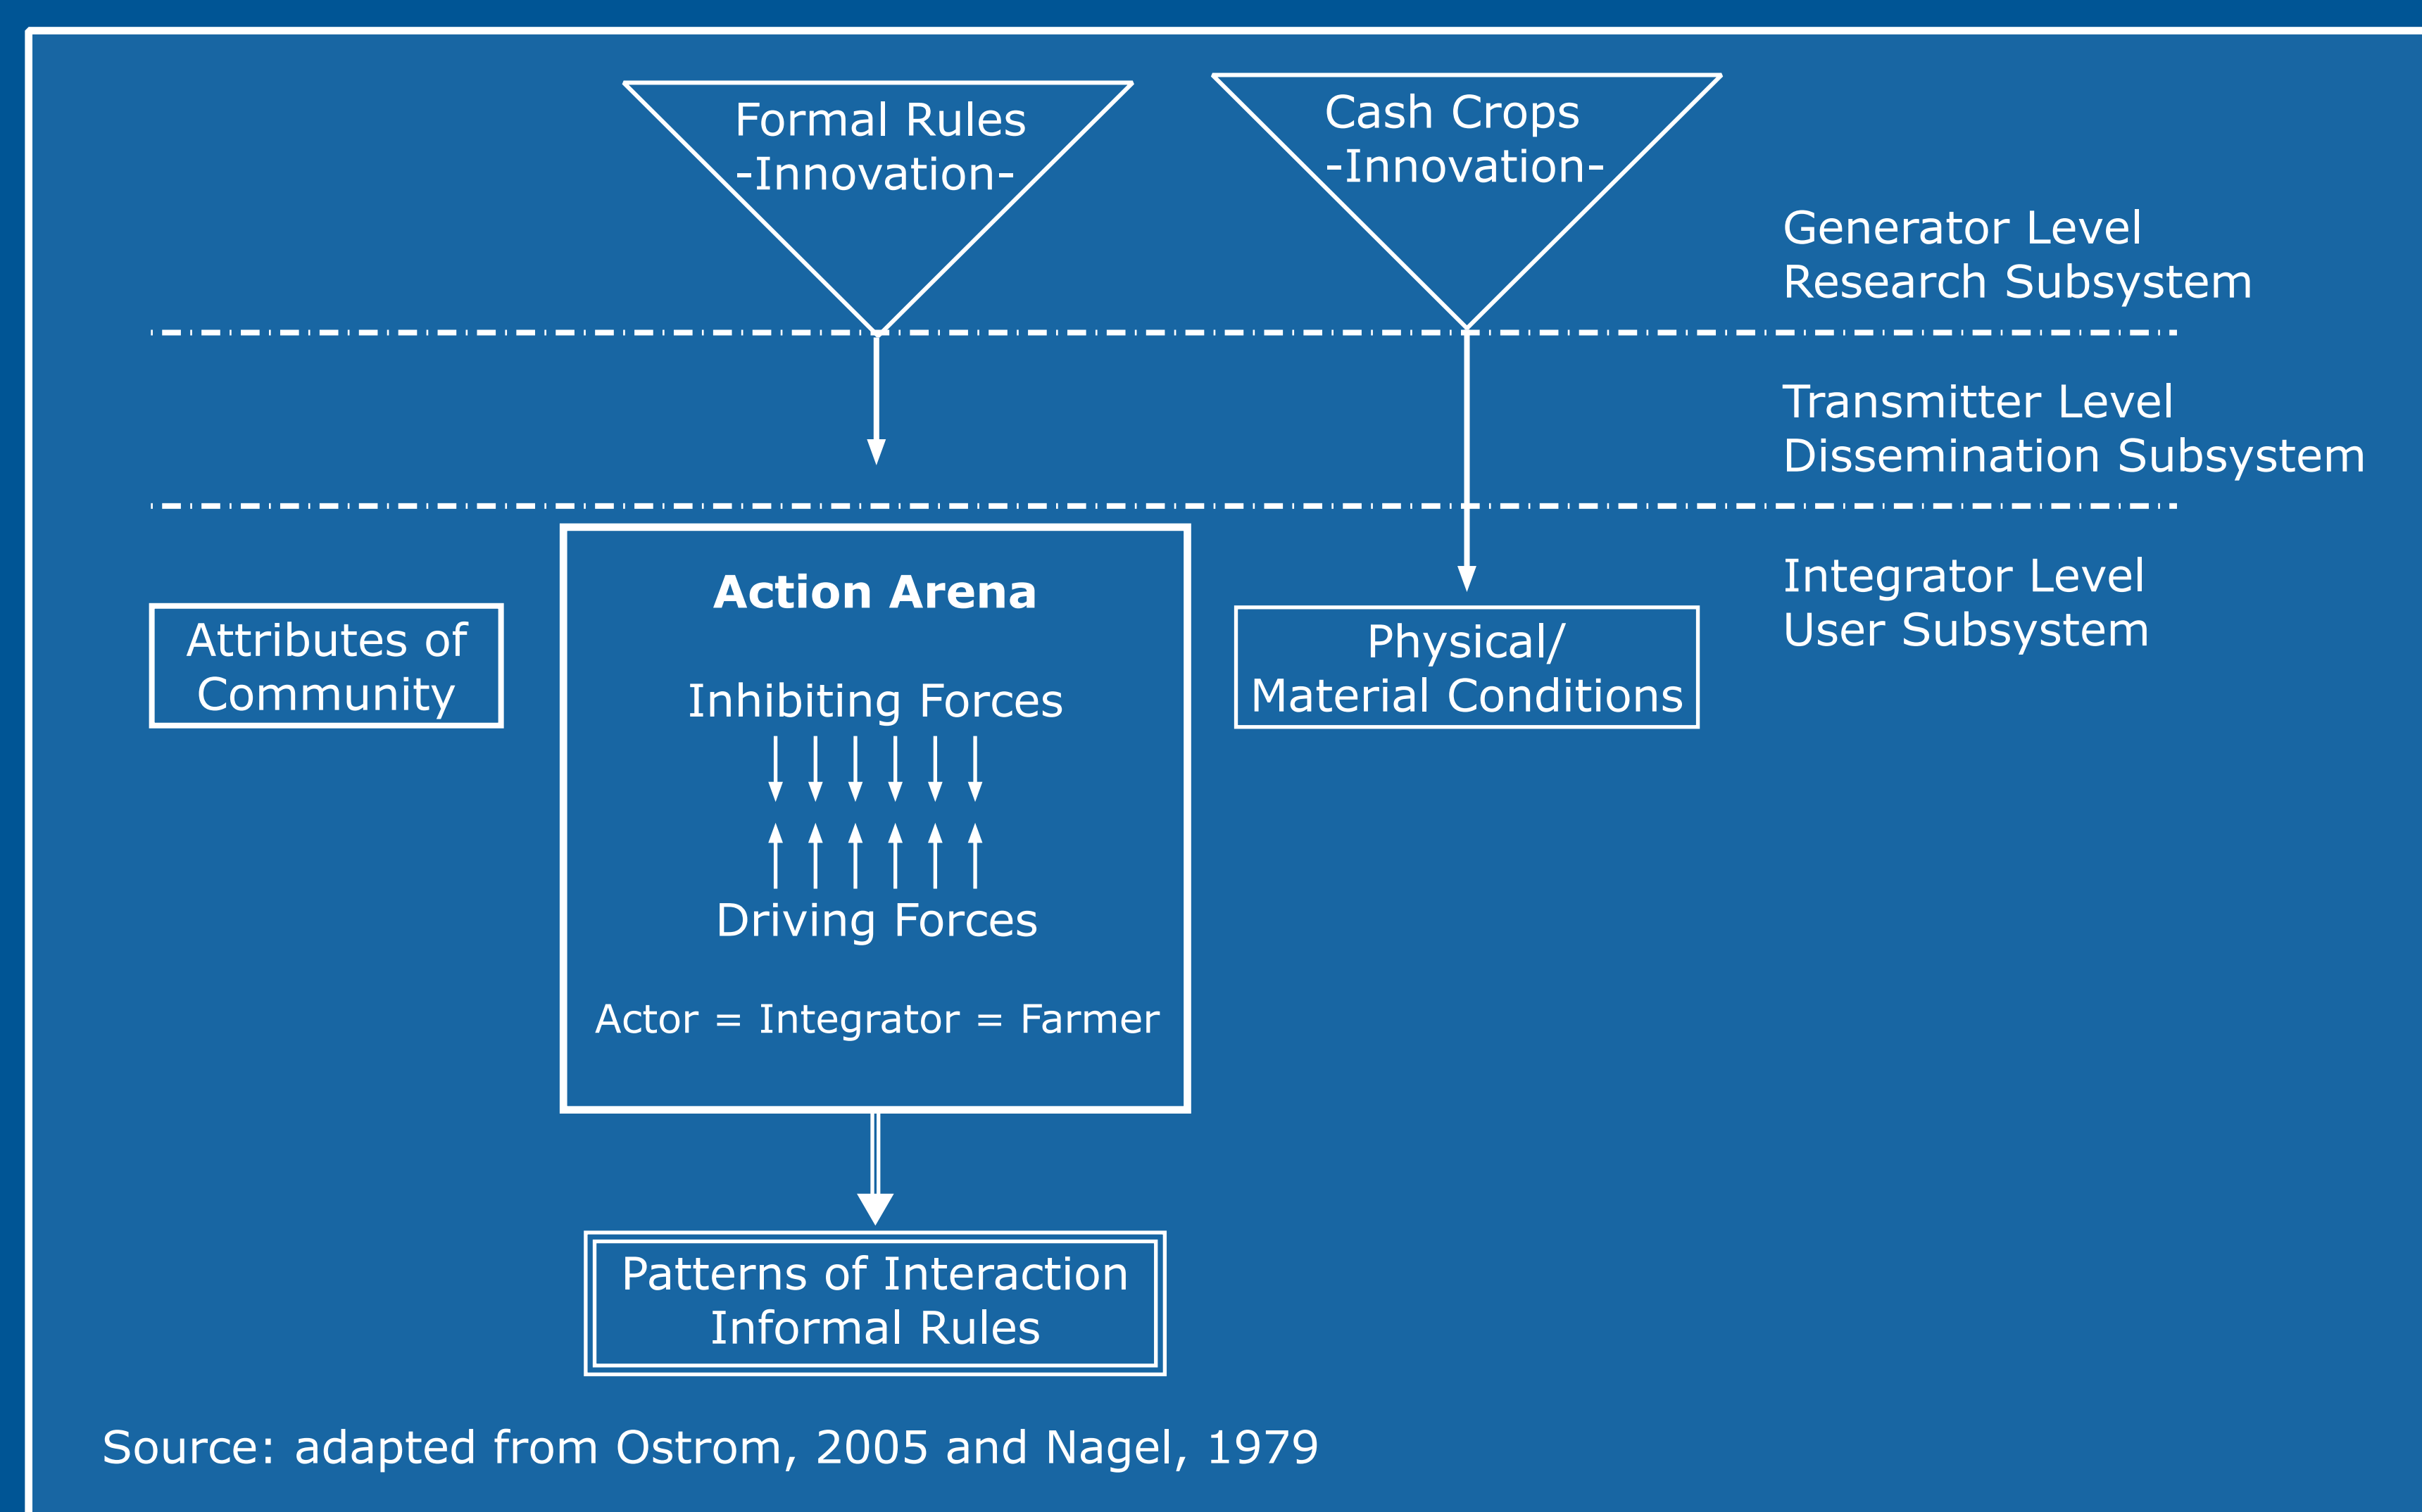 Formal Rules
-Innovation-
Cash Crops
-Innovation-
Generator Level
Research Subsystem
Transmitter Level
Dissemination Subsystem
Integrator Level
User Subsystem
Attributes of
Community
Action Arena
Inhibiting Forces
Driving Forces
Actor = Integrator = Farmer
Physical/
Material Conditions
Patterns of Interaction
Informal Rules
Source: adapted from Ostrom, 2005 and Nagel, 1979